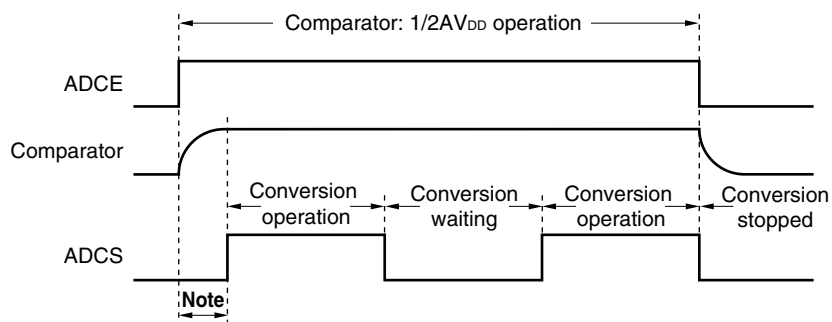 Comparator: 1/2AVDD operation
ADCE
Comparator
Conversion operation
Conversion waiting
Conversion operation
Conversion stopped
ADCS
Note